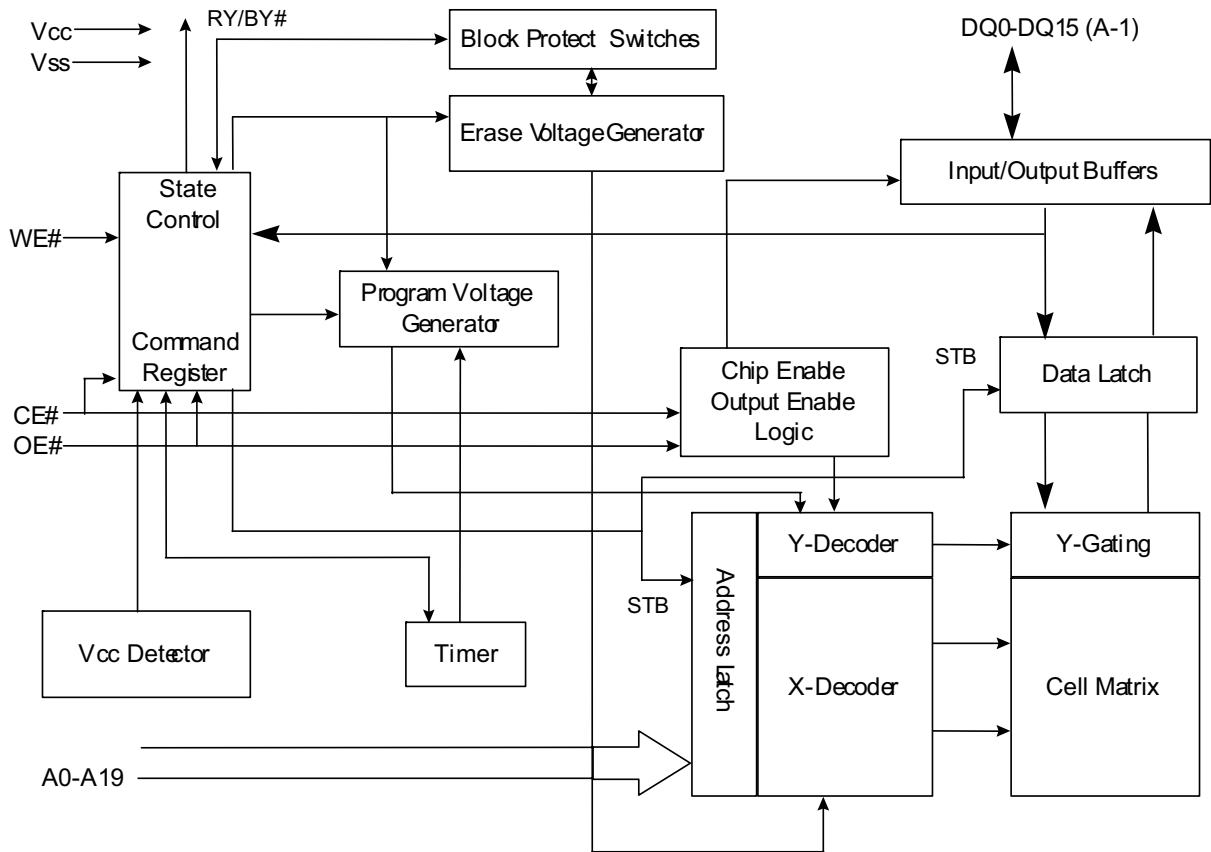 Vcc
Vss
RY/BY#
Block Protect Switches
DQ0-DQ15 (A-1)
Erase Voltage Generator
Input/Output Buffers
State
Control
WE#
Program Voltage
Generator
Command
Register
CE#
OE#
Chip Enable
Output Enable
Logic
STB
Data Latch
Y-Decoder
Y-Gating
STB
Address latch
Vcc Detector
Timer
X-Decoder
Cell Matrix
A0-A19